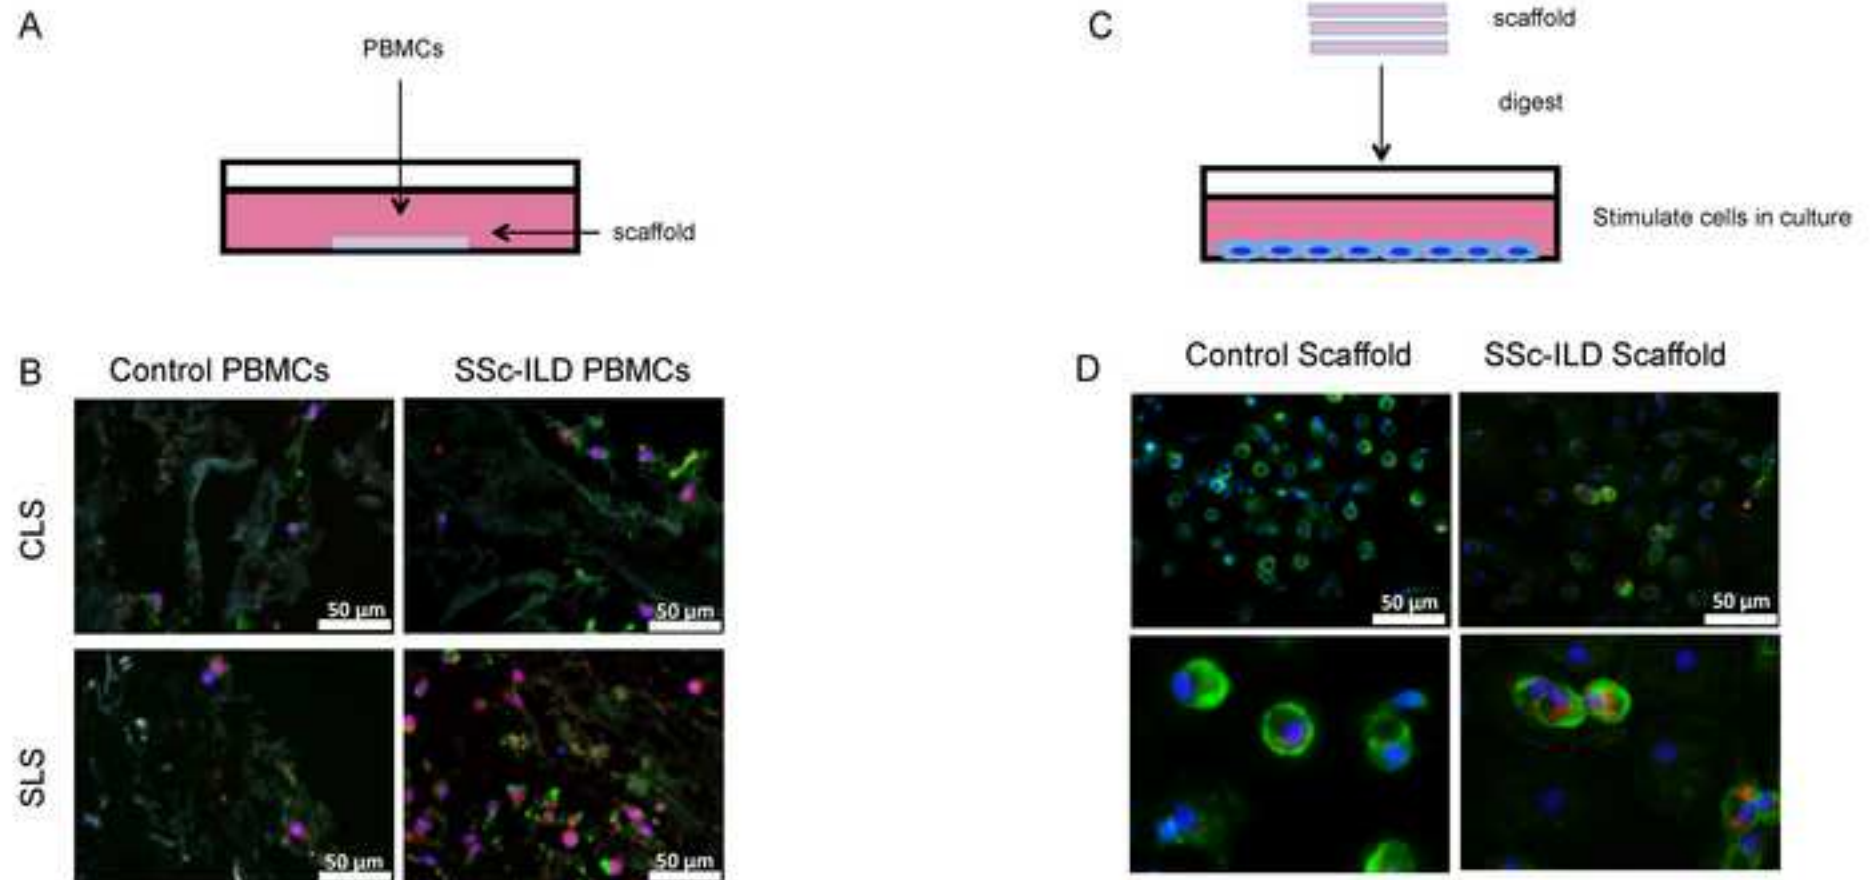 A
PBMCs
scaffold
C
scaffold
digest
Stimulate cells in culture
B
Control PBMCs
SSc-ILD PBMCs
CLS
50 µm
50 µm
SLS
50 µm
50 µm
D
Control Scaffold
SSc-ILD Scaffold
50 µm
50 µm